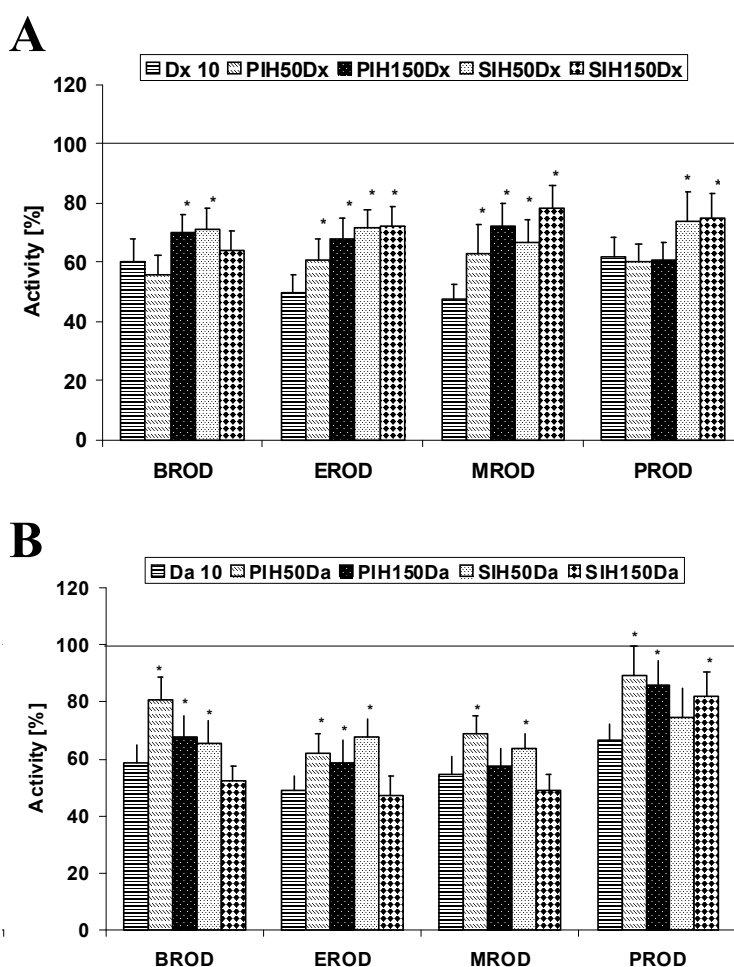 A
Dx 10 PIH50Dx PIH150Dx SIH50Dx SIH150Dx
120
100
80
60
40
20
0
Activity [%]
* * * * * * * * * * * *
BROD EROD MROD PROD
B
Da 10 PIH50Da PIH150Da SIH50Da SIH150Da
120
100
80
60
40
20
0
Activity [%]
* * * * * * * * * * *
BROD EROD MROD PROD